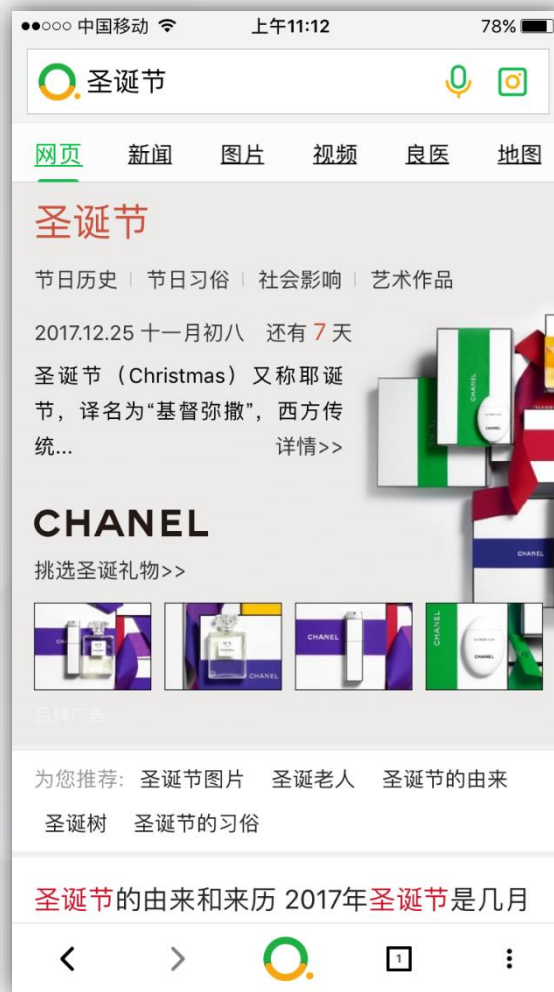 中国移动 上午11:12 78%
圣诞节
网页 新闻 图片 视频 良医 地图
圣诞节
节日历史 节日习俗 社会影响 艺术作品
2017.12.25 十一月初八 还有 7 天
圣诞节（Christmas）又称耶诞
节，译名为“基督弥撒”，西方传
统... 详情>>
CHANEL
CHANEL
CHANEL
挑选圣诞礼物>>
CHANEL
CHANEL
CHANEL
CHANEL
品牌广告
为您推荐: 圣诞节图片 圣诞老人 圣诞节的由来
圣诞树 圣诞节的习俗
圣诞节的由来和来历 2017年圣诞节是几月
1